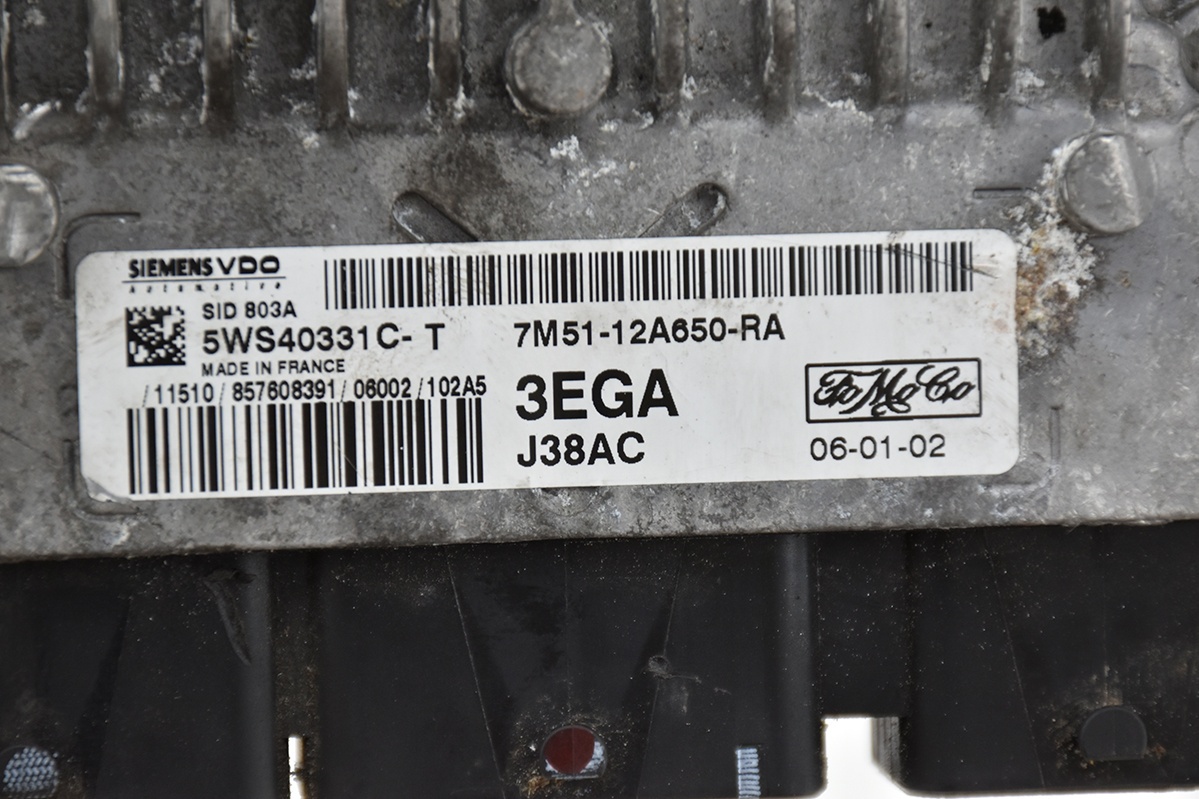 SIEMENS VDO
Automotive
SID 803A
5WS40331C- T
7M51-12A650-RA
MADE IN FRANCE
/11510/857608391/06002/102A5
3EGA
FoMoCo
J38AC
06-01-02